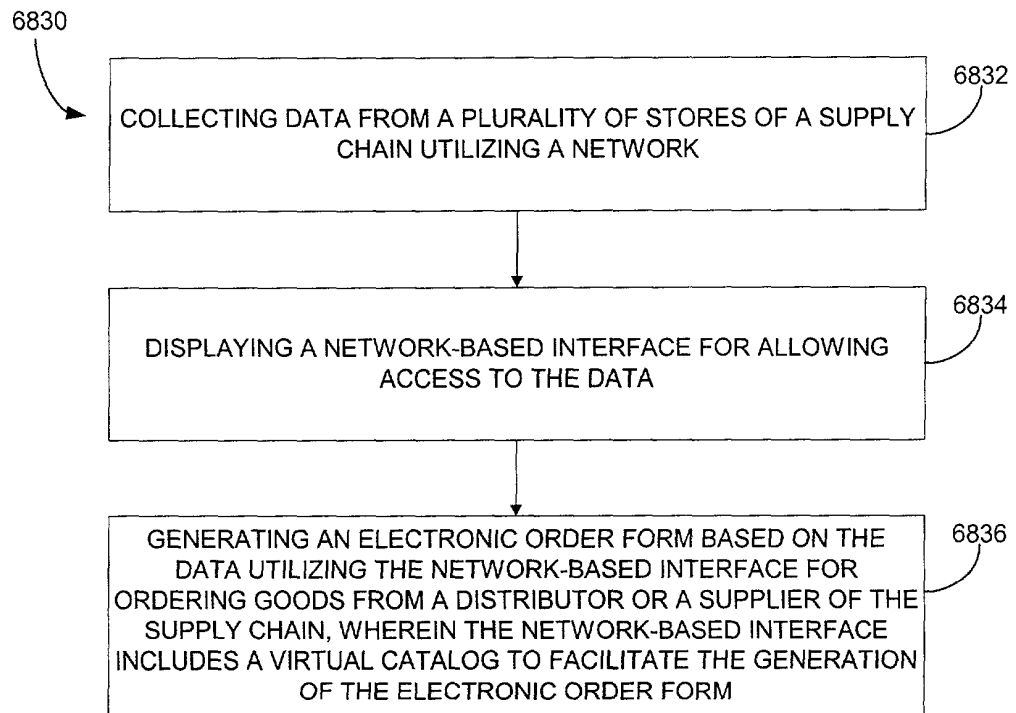 6830
6832
COLLECTING DATA FROM A PLURALITY OF STORES OF A SUPPLY
CHAIN UTILIZING A NETWORK
6834
DISPLAYING A NETWORK-BASED INTERFACE FOR ALLOWING
ACCESS TO THE DATA
6836
GENERATING AN ELECTRONIC ORDER FORM BASED ON THE
DATA UTILIZING THE NETWORK-BASED INTERFACE FOR
ORDERING GOODS FROM A DISTRIBUTOR OR A SUPPLIER OF THE
SUPPLY CHAIN, WHEREIN THE NETWORK-BASED INTERFACE
INCLUDES A VIRTUAL CATALOG TO FACILITATE THE GENERATION
OF THE ELECTRONIC ORDER FORM